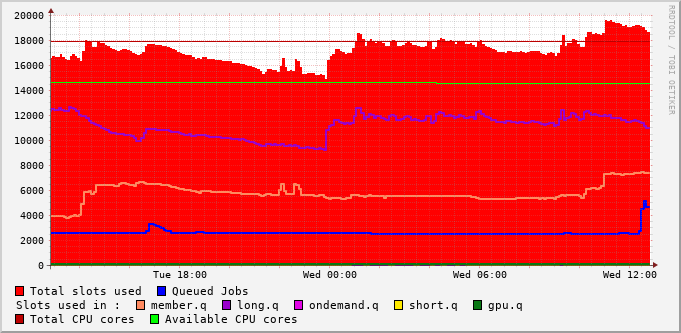 20000
18000
16000
14000
12000
10000
8000
6000
4000
2000
0
Tue 18:00 Wed 00:00 Wed 06:00 Wed 12:00
Total slots used Queued Jobs
Slots used in : member.q long.q ondemand.q short.q gpu.q
Total CPU cores Available CPU cores
RRDTOOL / TOBI OETIKER